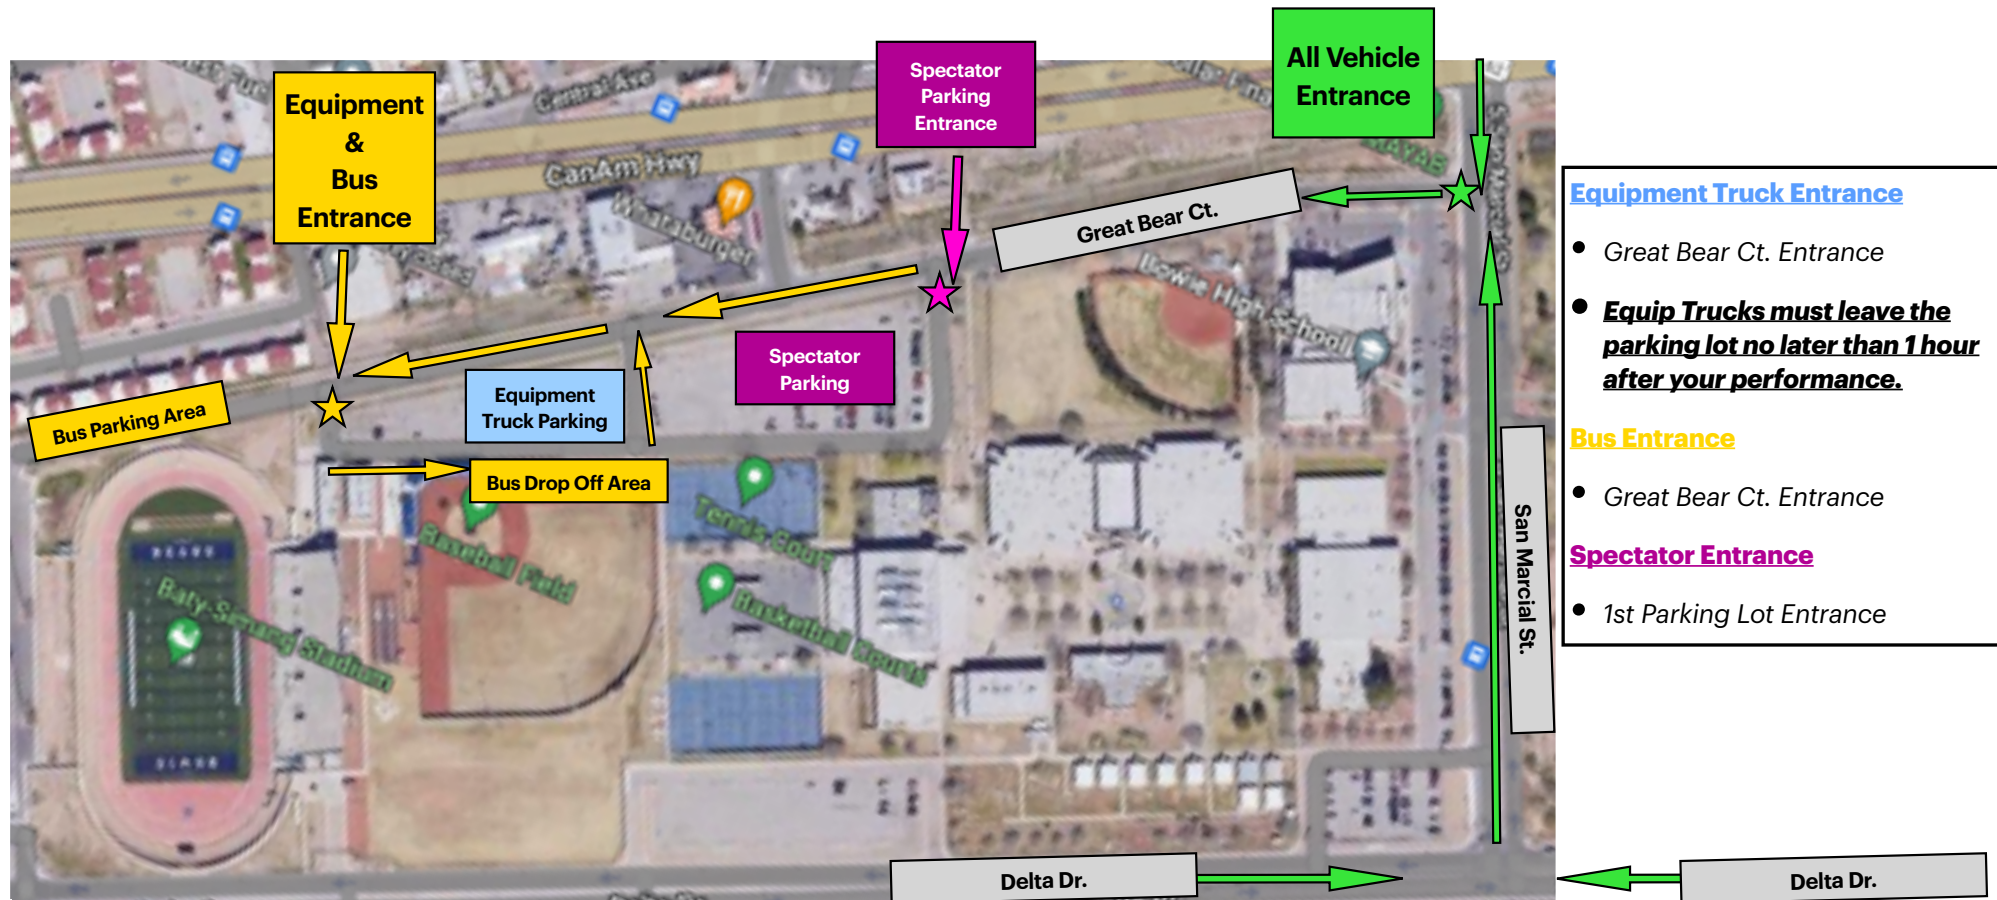 Equipment
&
Bus
Entrance
Spectator
Parking
Entrance
All Vehicle
Entrance
Central Ave
CanAm Hwy
Whataburger
Great Bear Ct.
Bowie High School
Spectator
Parking
Equipment
Truck Parking
Bus Parking Area
Bus Drop Off Area
Tennis Court
Baseball Field
Basketball Courts
Stadium
San Marcial St.
Delta Dr.
Delta Dr.
Equipment Truck Entrance
• Great Bear Ct. Entrance
• Equip Trucks must leave the
parking lot no later than 1 hour
after your performance.
Bus Entrance
• Great Bear Ct. Entrance
Spectator Entrance
• 1st Parking Lot Entrance